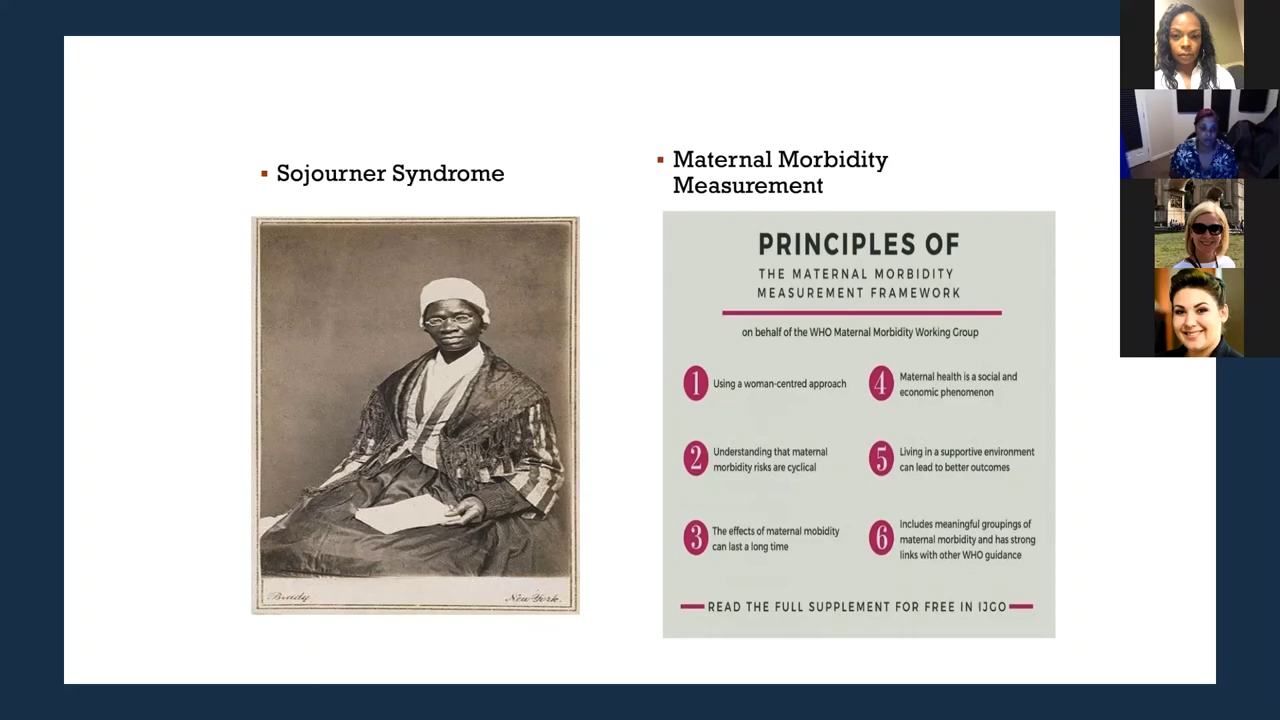 Sojourner Syndrome
Brady
New York.
Maternal Morbidity
Measurement
PRINCIPLES OF
THE MATERNAL MORBIDITY
MEASUREMENT FRAMEWORK
on behalf of the WHO Maternal Morbidity Working Group
1 Using a woman-centred approach
2 Understanding that maternal
morbidity risks are cyclical
3 The effects of maternal mobidity
can last a long time
4 Maternal health is a social and
economic phenomenon
5 Living in a supportive environment
can lead to better outcomes
6 Includes meaningful groupings of
maternal morbidity and has strong
links with other WHO guidance
READ THE FULL SUPPLEMENT FOR FREE IN IJGO